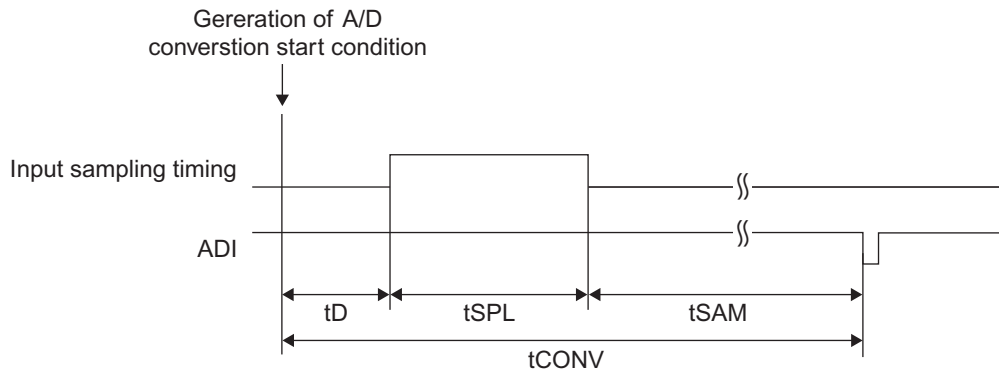 Gereration of A/D
converstion start condition
Input sampling timing
ADI
tD
tSPL
tSAM
tCONV